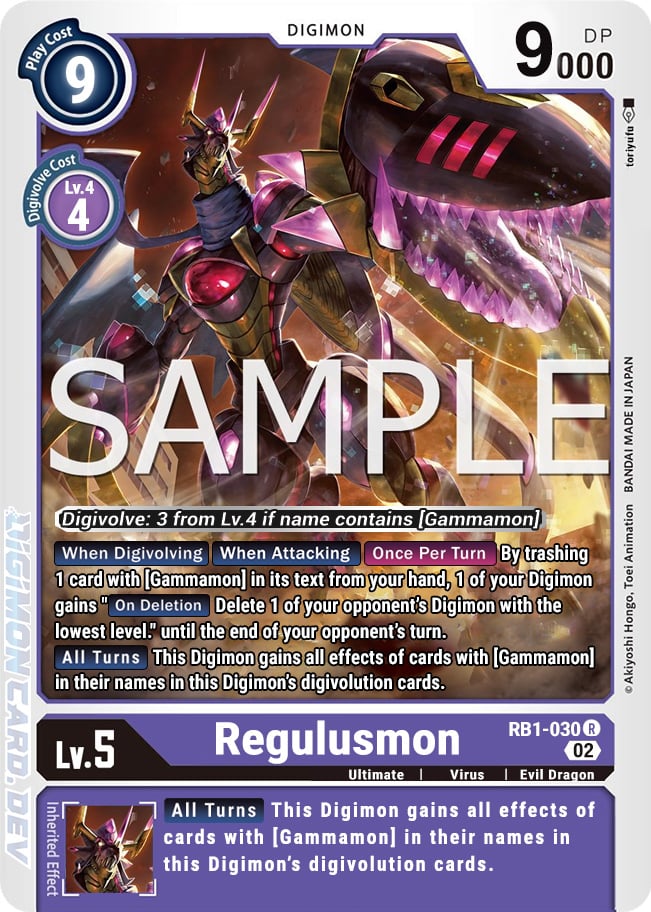 DIGIMON
Play Cost
9
9000
DP
Digivolve Cost
Lv.4
4
toriyufu
SAMPLE
© Akiyoshi Hongo, Toei Animation BANDAI MADE IN JAPAN
Digivolve: 3 from Lv.4 if name contains [Gammamon]
When Digivolving When Attacking Once Per Turn By trashing
1 card with [Gammamon] in its text from your hand, 1 of your Digimon
gains " On Deletion Delete 1 of your opponent's Digimon with the
lowest level." until the end of your opponent's turn.
All Turns This Digimon gains all effects of cards with [Gammamon]
in their names in this Digimon's digivolution cards.
DIGIMON CARD.DEV
Lv.5
Regulusmon
RB1-030 R
02
Ultimate | Virus | Evil Dragon
Inherited Effect
All Turns This Digimon gains all effects of
cards with [Gammamon] in their names in
this Digimon's digivolution cards.